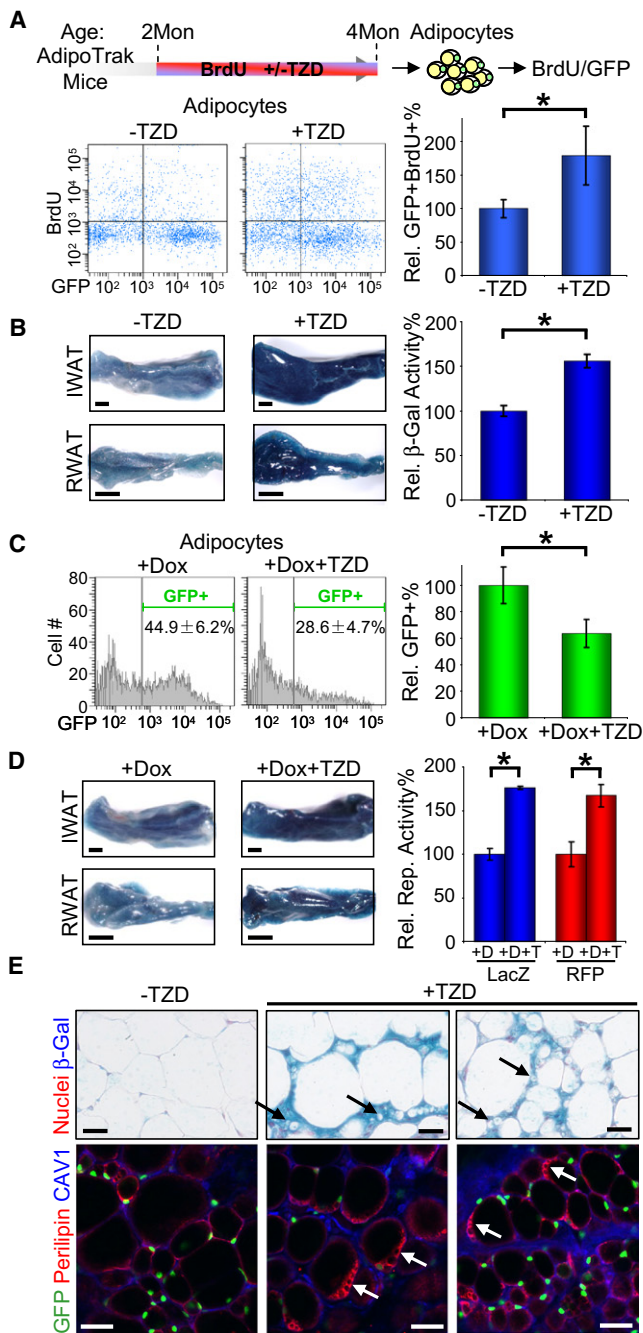 A
Age: 2Mon 4Mon Adipocytes
AdipoTrak Mice BrdU +/-TZD BrdU/GFP
Adipocytes
-TZD +TZD
BrdU
10⁵
10⁴
10³
10²
GFP 10² 10³ 10⁴ 10⁵ 10² 10³ 10⁴ 10⁵
Rel. GFP+BrdU+%
*
200
150
100
50
0
-TZD +TZD
B
-TZD +TZD
IWAT
RWAT
Rel. β-Gal Activity%
*
200
150
100
50
0
-TZD +TZD
C
Adipocytes
+Dox +Dox+TZD
Cell #
80
60
40
20
0
GFP+ GFP+
44.9±6.2% 28.6±4.7%
GFP 10² 10³ 10⁴ 10⁵ 10² 10³ 10⁴ 10⁵
Rel. GFP+%
*
120
100
80
60
40
20
0
+Dox +Dox+TZD
D
+Dox +Dox+TZD
IWAT
RWAT
Rel. Rep. Activity%
* *
200
150
100
50
0
+D +D+T +D +D+T
LacZ RFP
E
-TZD +TZD
Nuclei β-Gal
GFP Perilipin CAV1